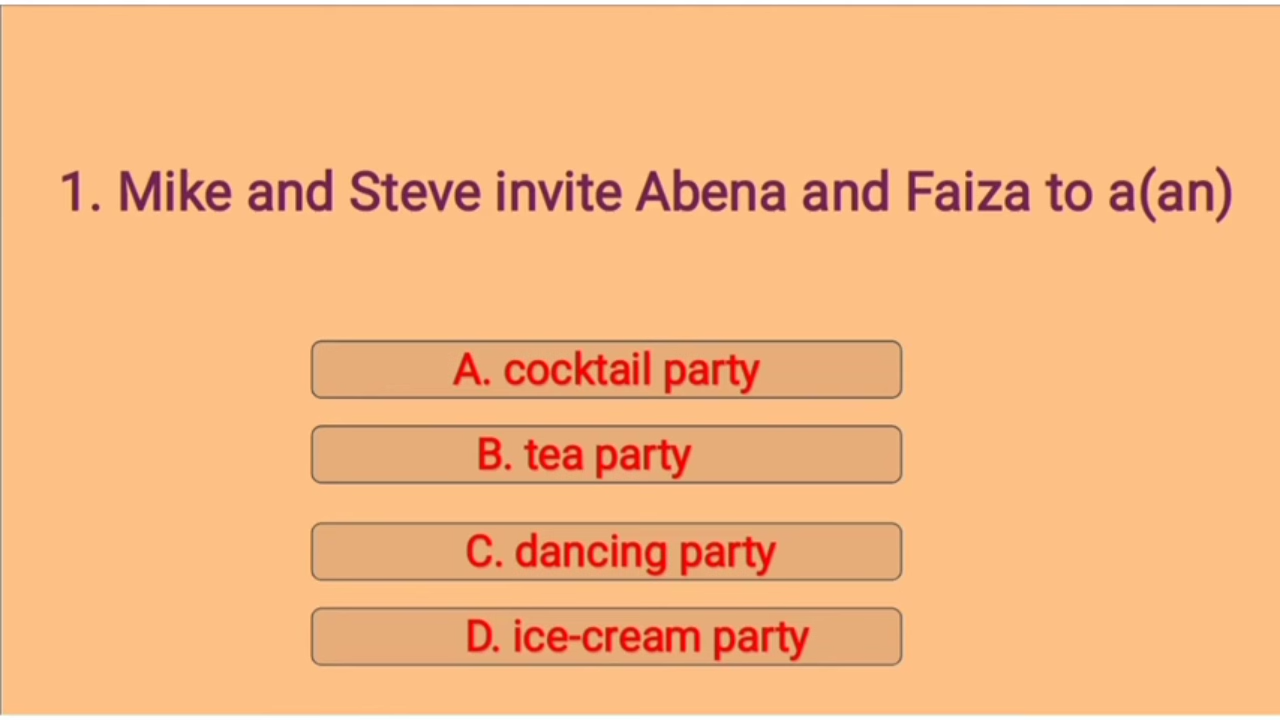 1. Mike and Steve invite Abena and Faiza to a(an)
A. cocktail party
B. tea party
C. dancing party
D. ice-cream party